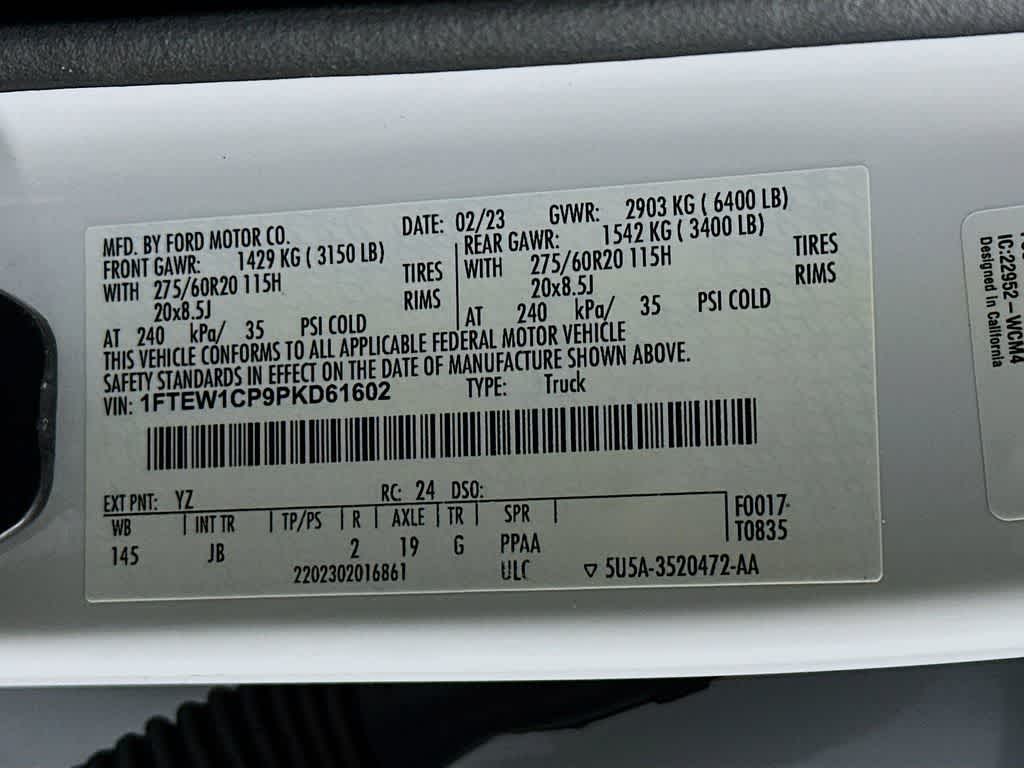 MFD. BY FORD MOTOR CO. DATE: 02/23 GVWR: 2903 KG ( 6400 LB)
FRONT GAWR: 1429 KG ( 3150 LB) REAR GAWR: 1542 KG ( 3400 LB)
WITH 275/60R20 115H TIRES WITH 275/60R20 115H TIRES
20x8.5J RIMS 20x8.5J RIMS
AT 240 kPa/ 35 PSI COLD AT 240 kPa/ 35 PSI COLD
THIS VEHICLE CONFORMS TO ALL APPLICABLE FEDERAL MOTOR VEHICLE
SAFETY STANDARDS IN EFFECT ON THE DATE OF MANUFACTURE SHOWN ABOVE.
VIN: 1FTEW1CP9PKD61602 TYPE: Truck
EXT PNT: YZ RC: 24 DSO:
WB INT TR TP/PS R AXLE TR SPR F0017-
145 JB 2 19 G PPAA T0835
2202302016861 ULC 5U5A-3520472-AA
IC:22952-WCM4
Designed in California